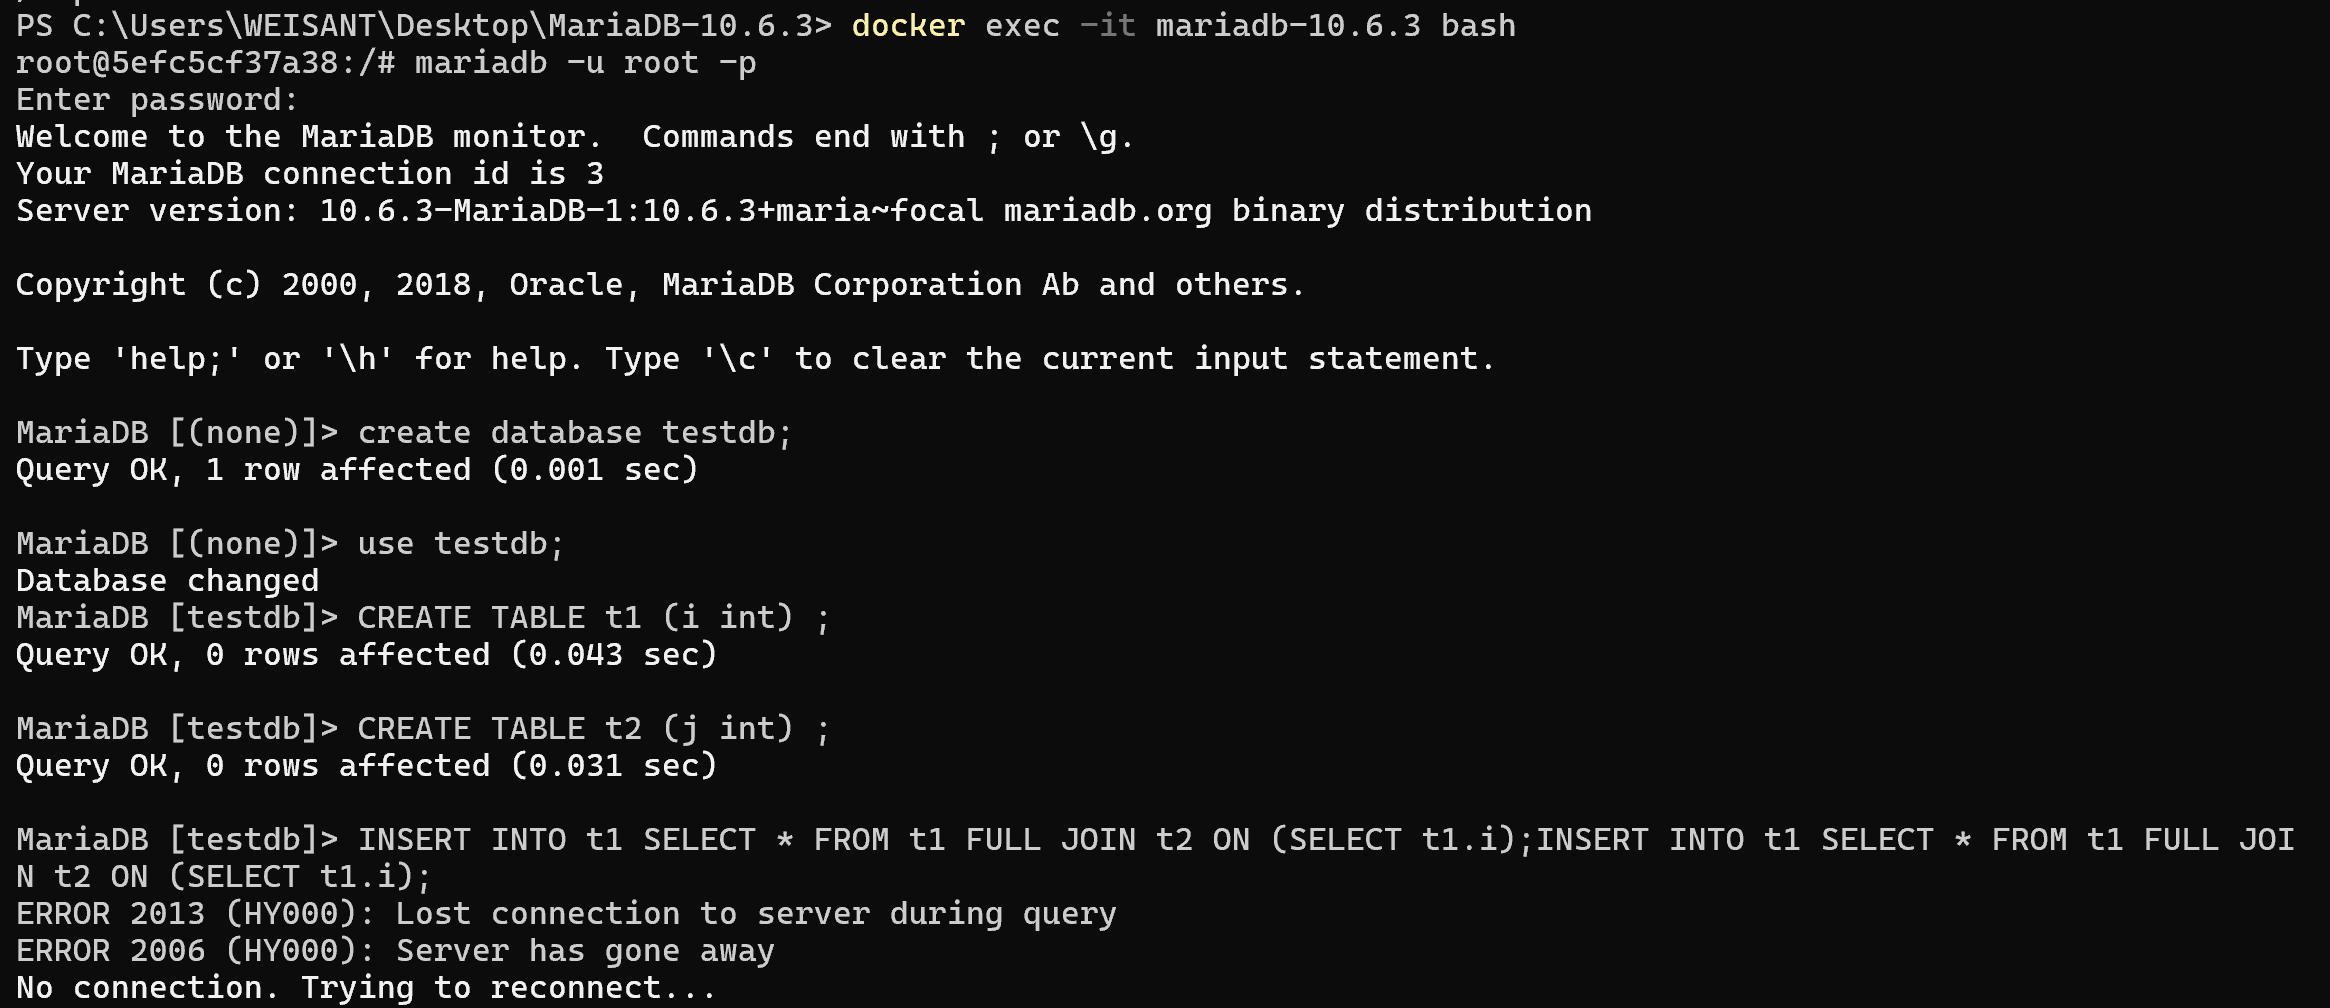 PS C:\Users\WEISANT\Desktop\MariaDB-10.6.3> docker exec -it mariadb-10.6.3 bash
root@5efc5cf37a38:/# mariadb -u root -p
Enter password:
Welcome to the MariaDB monitor.  Commands end with ; or \g.
Your MariaDB connection id is 3
Server version: 10.6.3-MariaDB-1:10.6.3+maria~focal mariadb.org binary distribution
Copyright (c) 2000, 2018, Oracle, MariaDB Corporation Ab and others.
Type 'help;' or '\h' for help. Type '\c' to clear the current input statement.
MariaDB [(none)]> create database testdb;
Query OK, 1 row affected (0.001 sec)
MariaDB [(none)]> use testdb;
Database changed
MariaDB [testdb]> CREATE TABLE t1 (i int) ;
Query OK, 0 rows affected (0.043 sec)
MariaDB [testdb]> CREATE TABLE t2 (j int) ;
Query OK, 0 rows affected (0.031 sec)
MariaDB [testdb]> INSERT INTO t1 SELECT * FROM t1 FULL JOIN t2 ON (SELECT t1.i);INSERT INTO t1 SELECT * FROM t1 FULL JOI
N t2 ON (SELECT t1.i);
ERROR 2013 (HY000): Lost connection to server during query
ERROR 2006 (HY000): Server has gone away
No connection. Trying to reconnect...